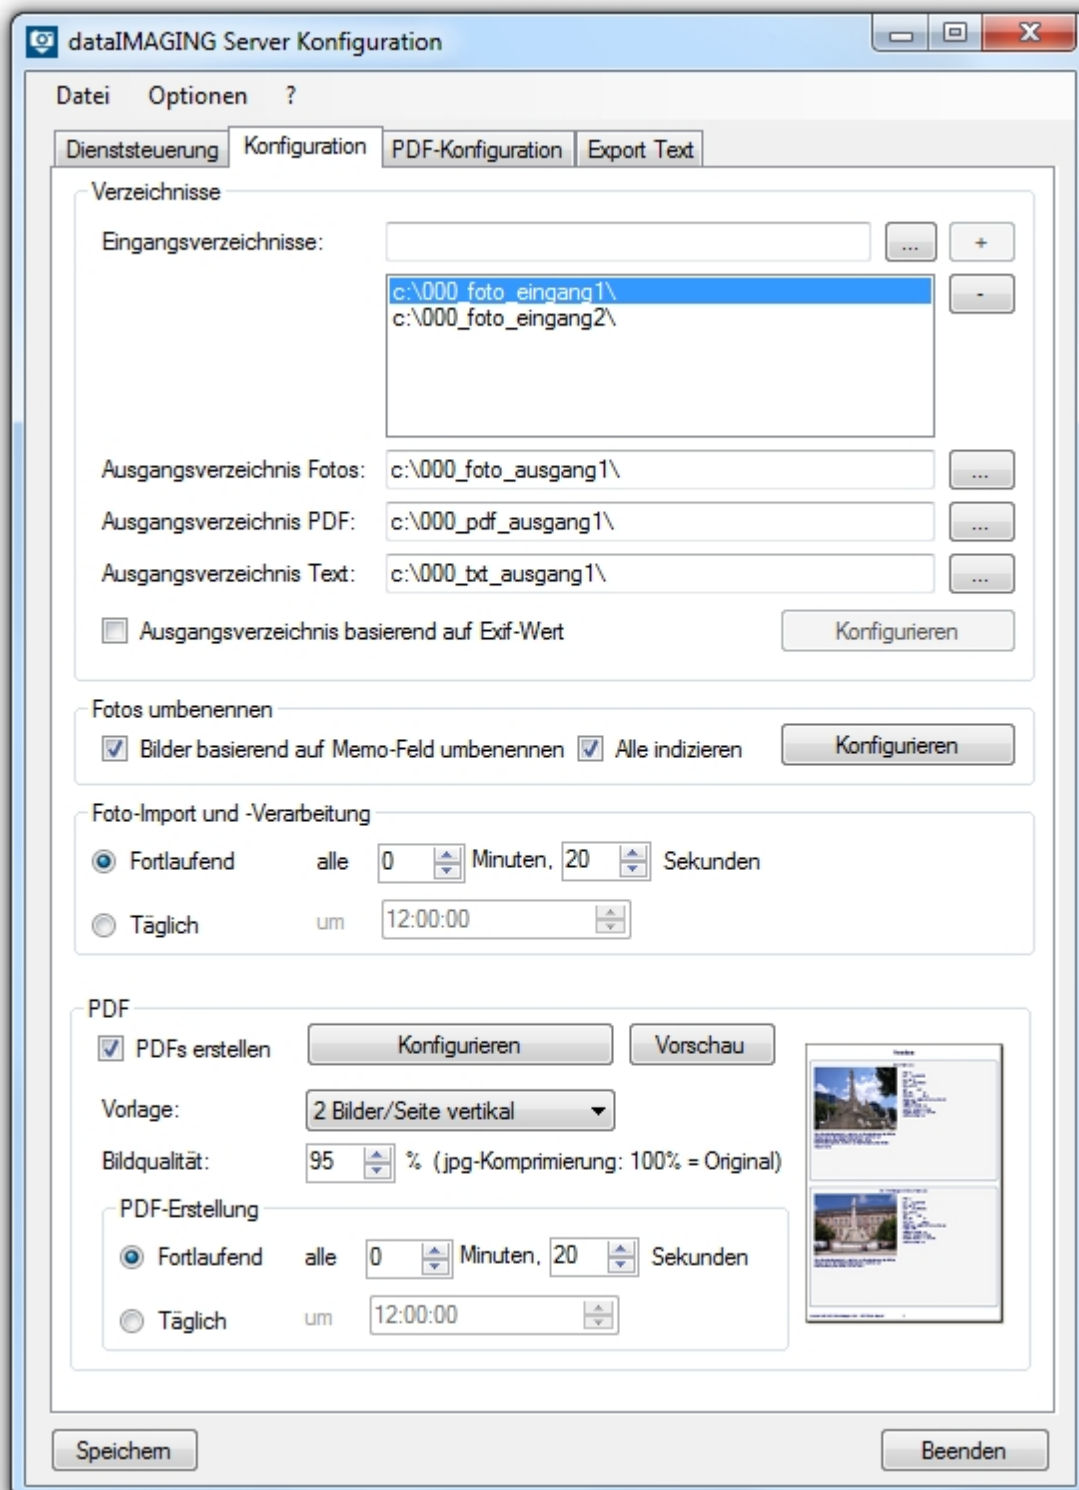 dataIMAGING Server Konfiguration
Datei Optionen ?
Dienststeuerung Konfiguration PDF-Konfiguration Export Text
Verzeichnisse
Eingangsverzeichnisse: ... +
c:\000_foto_eingang1\ -
c:\000_foto_eingang2\
Ausgangsverzeichnis Fotos: c:\000_foto_ausgang1\ ...
Ausgangsverzeichnis PDF: c:\000_pdf_ausgang1\ ...
Ausgangsverzeichnis Text: c:\000_txt_ausgang1\ ...
Ausgangsverzeichnis basierend auf Exif-Wert Konfigurieren
Fotos umbenennen
Bilder basierend auf Memo-Feld umbenennen Alle indizieren Konfigurieren
Foto-Import und -Verarbeitung
Fortlaufend alle 0 Minuten, 20 Sekunden
Täglich um 12:00:00
PDF
PDFs erstellen Konfigurieren Vorschau
Vorlage: 2 Bilder/Seite vertikal
Bildqualität: 95 % (jpg-Komprimierung: 100% = Original)
PDF-Erstellung
Fortlaufend alle 0 Minuten, 20 Sekunden
Täglich um 12:00:00
Speichern Beenden